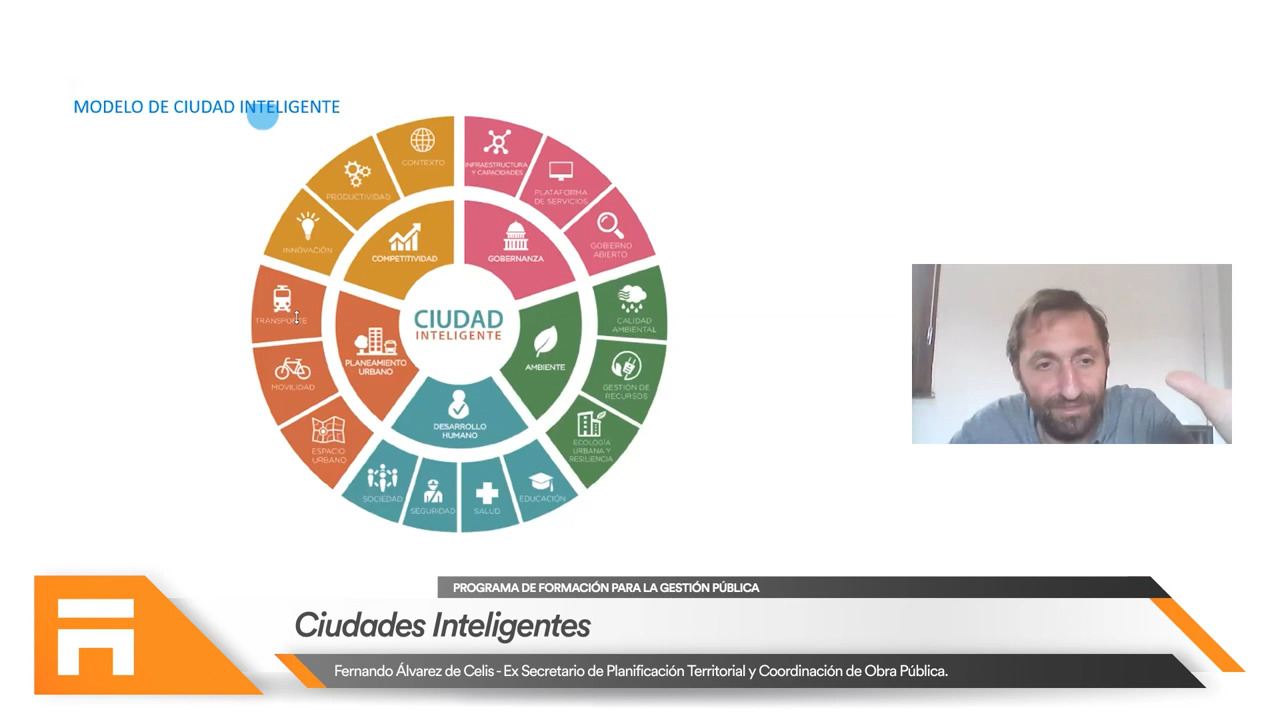 MODELO DE CIUDAD INTELIGENTE
CONTEXTO
PRODUCTIVIDAD
INNOVACIÓN
COMPETITIVIDAD
INFRAESTRUCTURA
Y CAPACIDADES
PLATAFORMA
DE SERVICIOS
GOBIERNO
ABIERTO
GOBERNANZA
TRANSPORTE
MOVILIDAD
ESPACIO
URBANO
PLANEAMIENTO
URBANO
CIUDAD
INTELIGENTE
AMBIENTE
CALIDAD
AMBIENTAL
GESTIÓN DE
RECURSOS
ECOLOGÍA
URBANA Y
RESILIENCIA
DESARROLLO
HUMANO
SOCIEDAD
SEGURIDAD
SALUD
EDUCACIÓN
PROGRAMA DE FORMACIÓN PARA LA GESTIÓN PÚBLICA
Ciudades Inteligentes
Fernando Álvarez de Celis - Ex Secretario de Planificación Territorial y Coordinación de Obra Pública.